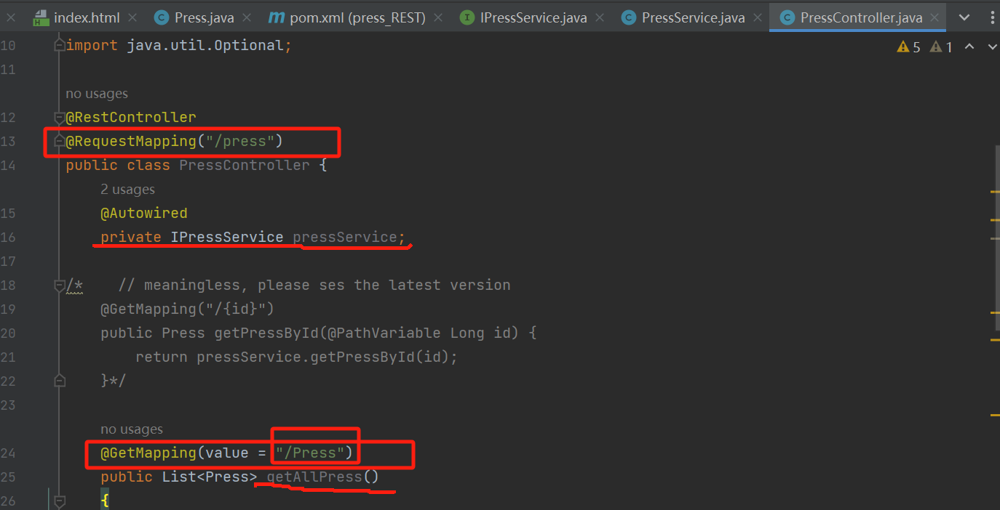 index.html Press.java pom.xml (press_REST) IPressService.java PressService.java PressController.java
10 import java.util.Optional; 5 1
11
no usages
12 @RestController
13 @RequestMapping("/press")
14 public class PressController {
2 usages
15 @Autowired
16 private IPressService pressService;
17
18 /* // meaningless, please ses the latest version
19 @GetMapping("/{id}")
20 public Press getPressById(@PathVariable Long id) {
21 return pressService.getPressById(id);
22 }*/
23
no usages
24 @GetMapping(value = "/Press")
25 public List<Press> getAllPress()
26 {